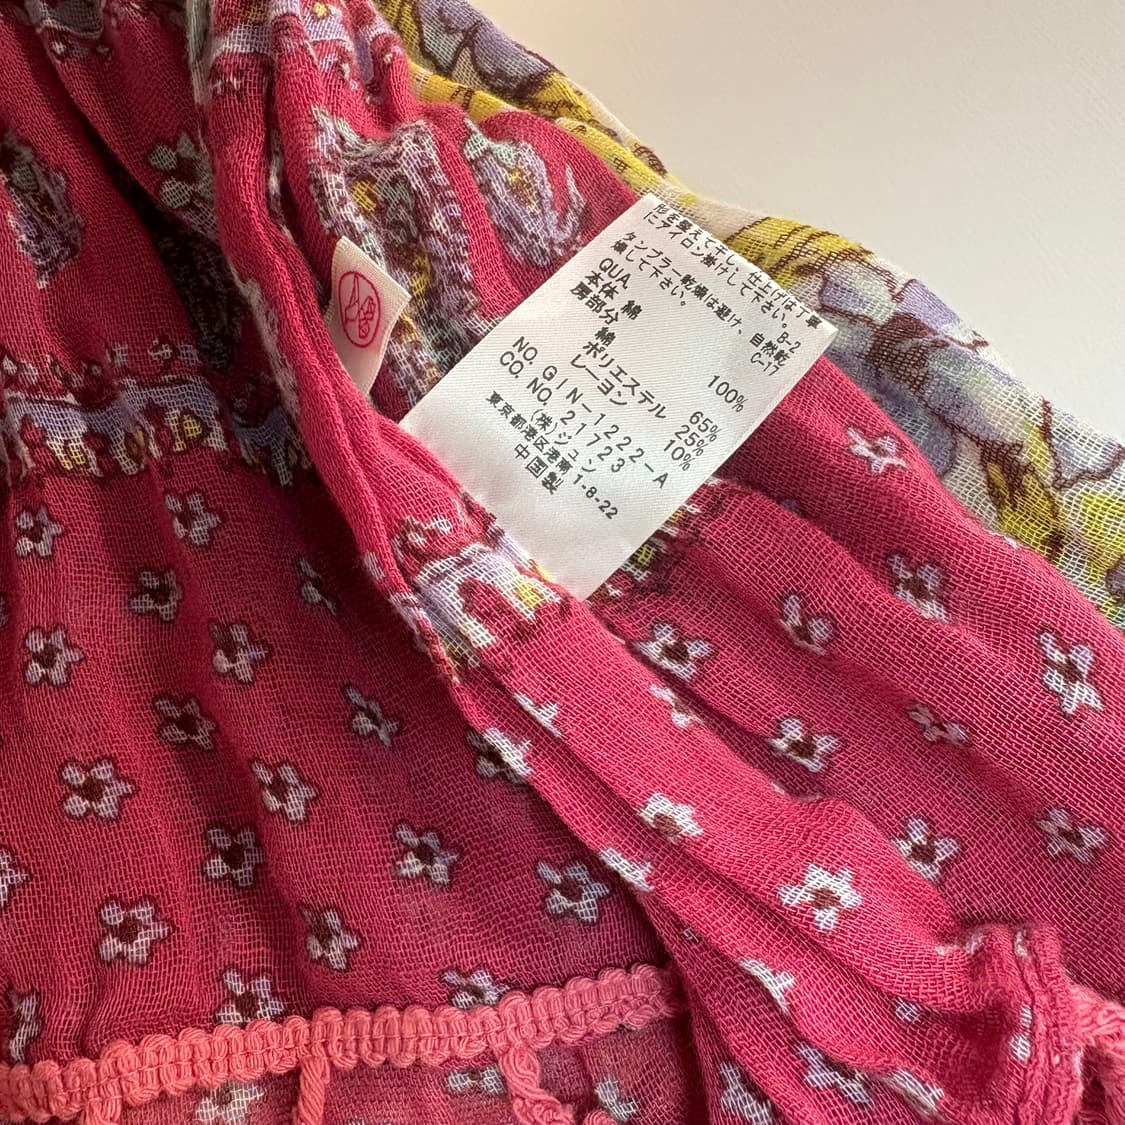 形を整えて干し、仕上げは丁寧
にアイロン掛けして下さい。
B-2
タンブラー乾燥は避け、自然乾
燥して下さい。
C-17
QUA.
本体 綿 100%
房部分
綿 65%
ポリエステル 25%
レーヨン 10%
NO. GIN-1222-A
CO. NO. 21723
(株)ジュン
東京都港区港南1-8-22
中国製